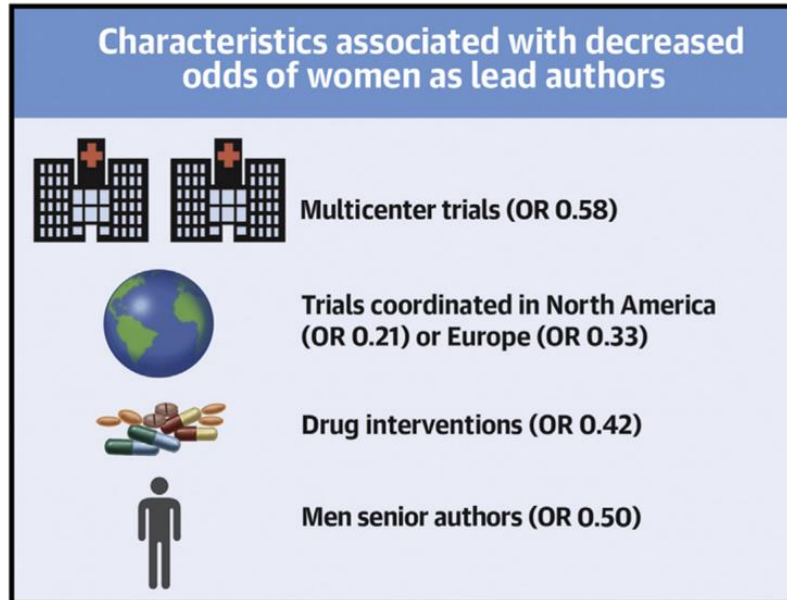 Characteristics associated with decreased
odds of women as lead authors
Multicenter trials (OR 0.58)
Trials coordinated in North America
(OR 0.21) or Europe (OR 0.33)
Drug interventions (OR 0.42)
Men senior authors (OR 0.50)